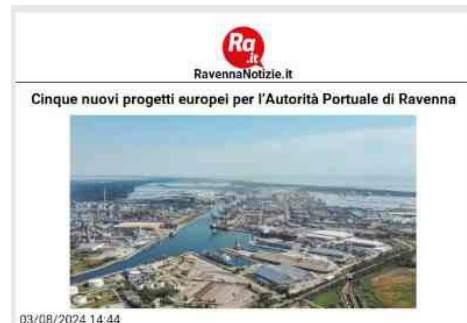 Ra
.it
RavennaNotizie.it
Cinque nuovi progetti europei per l'Autorità Portuale di Ravenna
03/08/2024 14:44